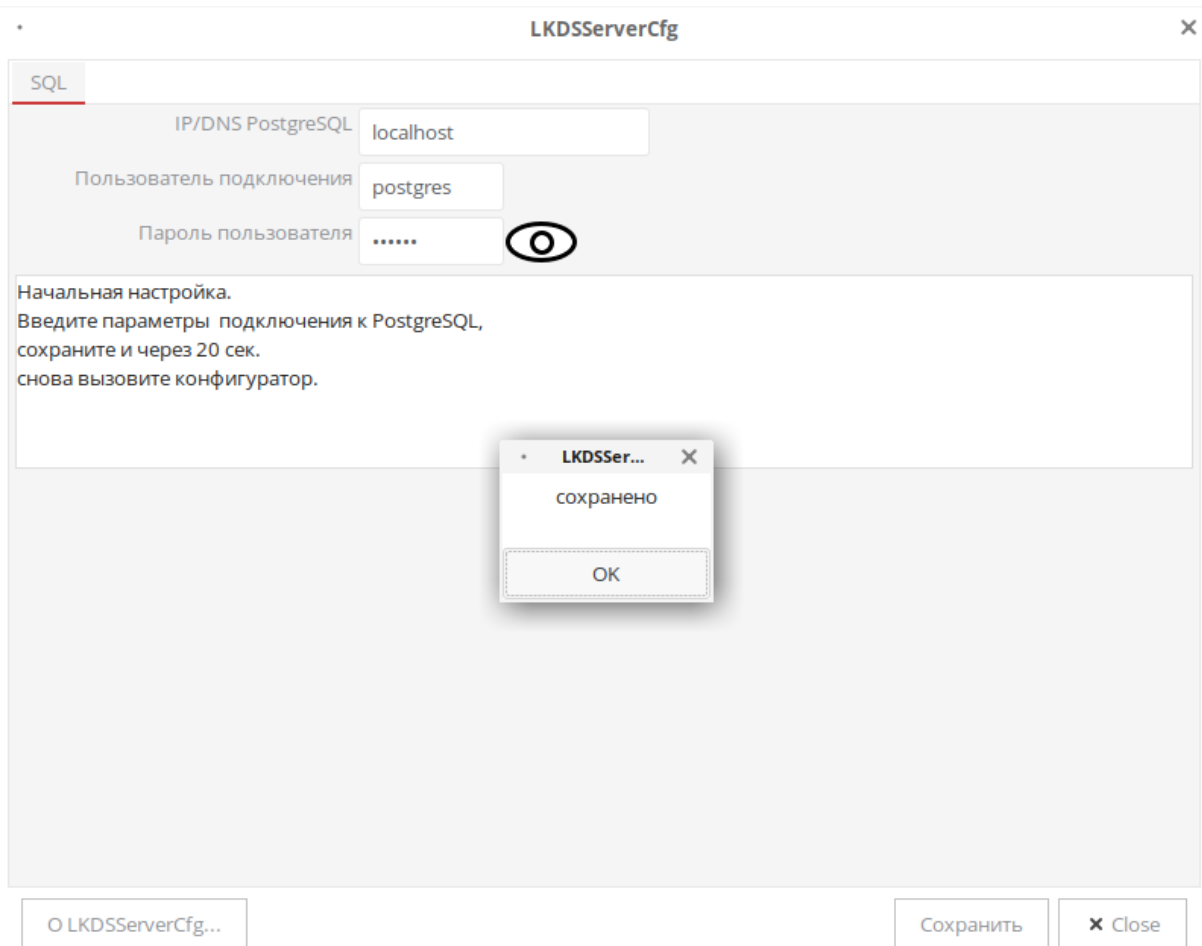 LKDSServerCfg
SQL
IP/DNS PostgreSQL localhost
Пользователь подключения postgres
Пароль пользователя ••••••
Начальная настройка.
Введите параметры  подключения к PostgreSQL,
сохраните и через 20 сек.
снова вызовите конфигуратор.
LKDSSer...
сохранено
OK
О LKDSServerCfg...
Сохранить
Close